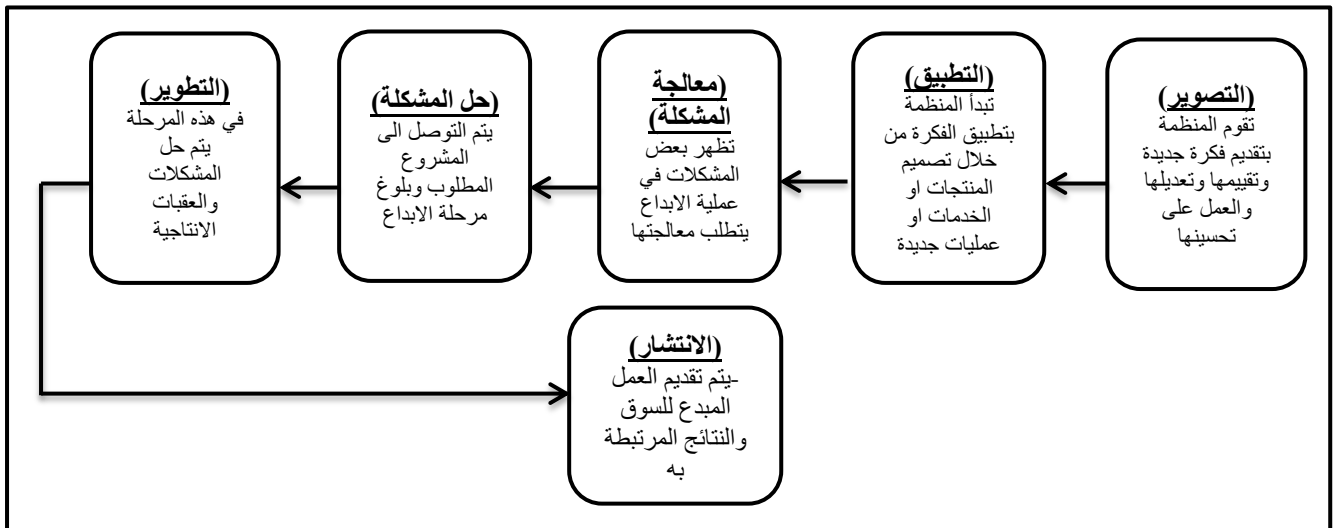 (التصوير)
تقوم المنظمة
بتقديم فكرة جديدة
وتقييمها وتعديلها
والعمل على
تحسينها
(التطبيق)
تبدأ المنظمة
بتطبيق الفكرة من
خلال تصميم
المنتجات او
الخدمات او
عمليات جديدة
(معالجة
المشكلة)
تظهر بعض
المشكلات في
عملية الابداع
يتطلب معالجتها
(حل المشكلة)
يتم التوصل الى
المشروع
المطلوب وبلوغ
مرحلة الابداع
(التطوير)
في هذه المرحلة
يتم حل
المشكلات
والعقبات
الانتاجية
(الانتشار)
-يتم تقديم العمل
المبدع للسوق
والنتائج المرتبطة
به